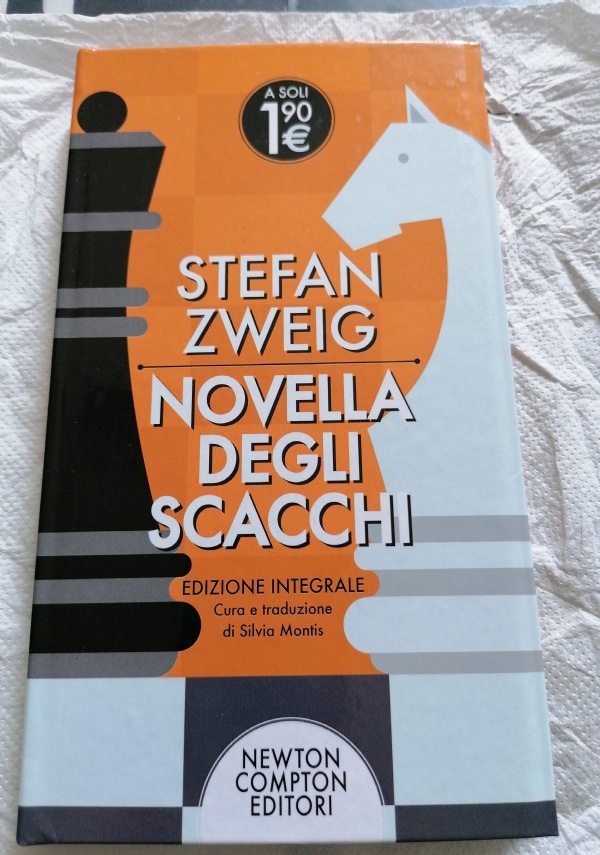 A SOLI
1,90
€
STEFAN
ZWEIG
NOVELLA
DEGLI
SCACCHI
EDIZIONE INTEGRALE
Cura e traduzione
di Silvia Montis
NEWTON
COMPTON
EDITORI